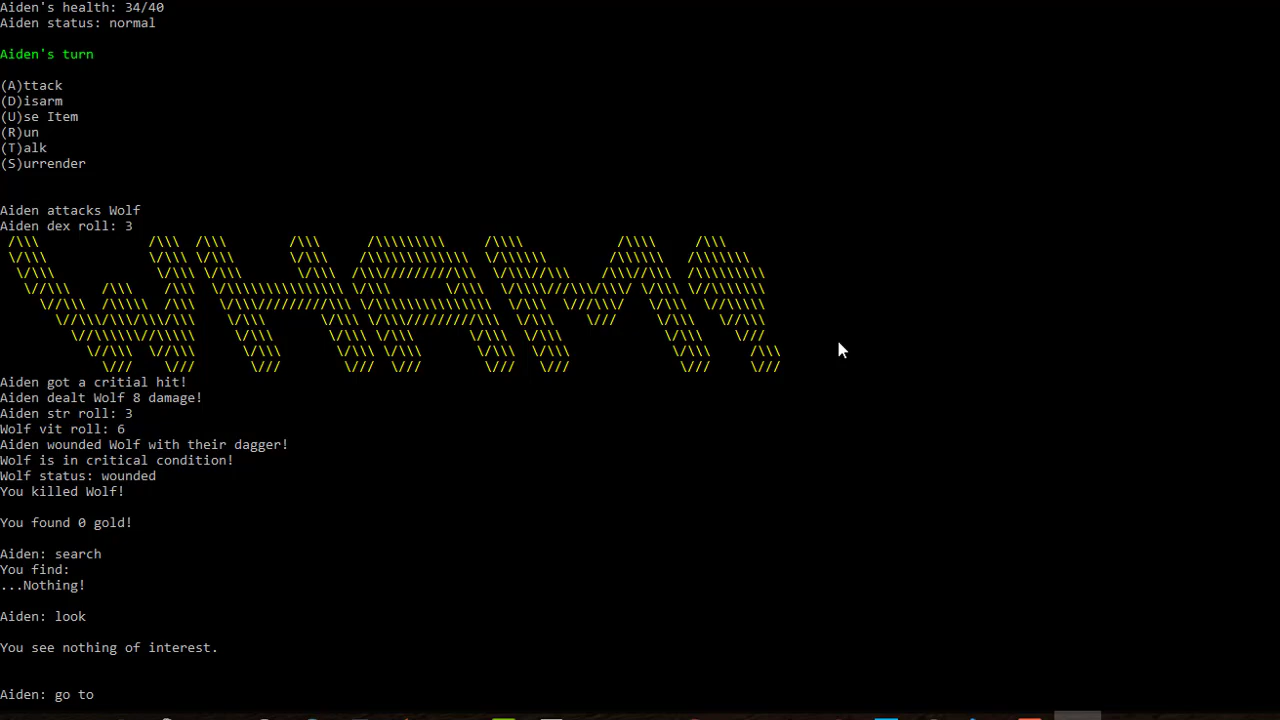 Aiden's health: 34/40
Aiden status: normal
Aiden's turn
(A)ttack
(D)isarm
(U)se Item
(R)un
(T)alk
(S)urrender
Aiden attacks Wolf
Aiden dex roll: 3
WHAM!
Aiden got a critial hit!
Aiden dealt Wolf 8 damage!
Aiden str roll: 3
Wolf vit roll: 6
Aiden wounded Wolf with their dagger!
Wolf is in critical condition!
Wolf status: wounded
You killed Wolf!
You found 0 gold!
Aiden: search
You find:
...Nothing!
Aiden: look
You see nothing of interest.
Aiden: go to